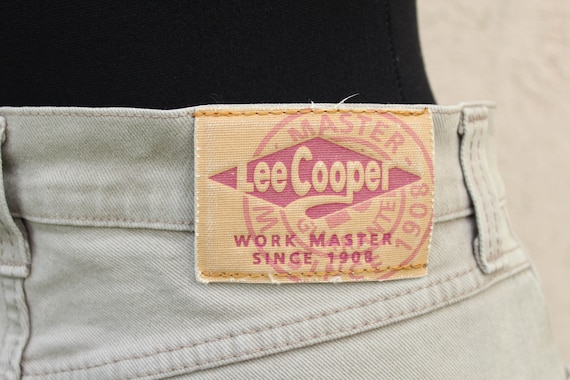 MASTER
Lee Cooper
WORK MASTER
SINCE 1908
1908